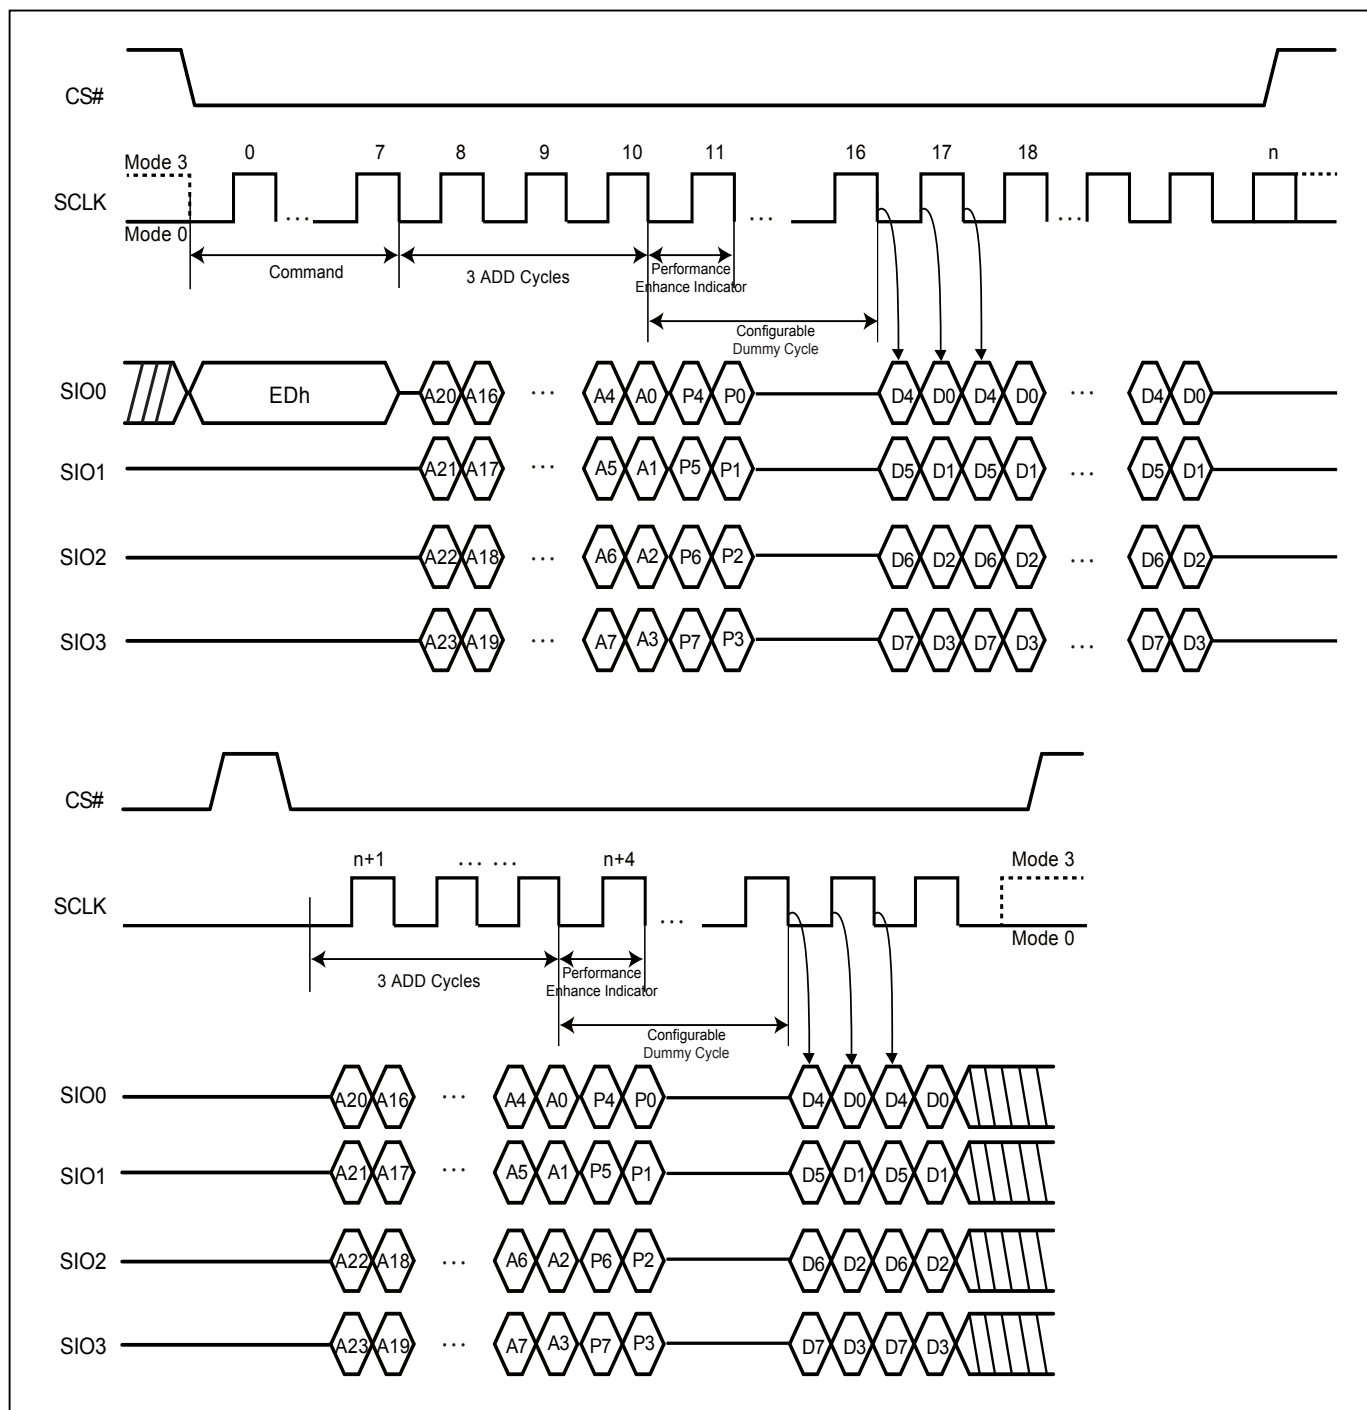 CS#
0 7 8 9 10 11 16 17 18 n
Mode 3
SCLK ... ... ...
Mode 0
Command
3 ADD Cycles
Performance
Enhance Indicator
Configurable
Dummy Cycle
SIO0 EDh A20 A16 ... A4 A0 P4 P0 D4 D0 D4 D0 ... D4 D0
SIO1 A21 A17 ... A5 A1 P5 P1 D5 D1 D5 D1 ... D5 D1
SIO2 A22 A18 ... A6 A2 P6 P2 D6 D2 D6 D2 ... D6 D2
SIO3 A23 A19 ... A7 A3 P7 P3 D7 D3 D7 D3 ... D7 D3
CS#
n+1 ... ... n+4 Mode 3
SCLK ...
Mode 0
3 ADD Cycles
Performance
Enhance Indicator
Configurable
Dummy Cycle
SIO0 A20 A16 ... A4 A0 P4 P0 D4 D0 D4 D0
SIO1 A21 A17 ... A5 A1 P5 P1 D5 D1 D5 D1
SIO2 A22 A18 ... A6 A2 P6 P2 D6 D2 D6 D2
SIO3 A23 A19 ... A7 A3 P7 P3 D7 D3 D7 D3